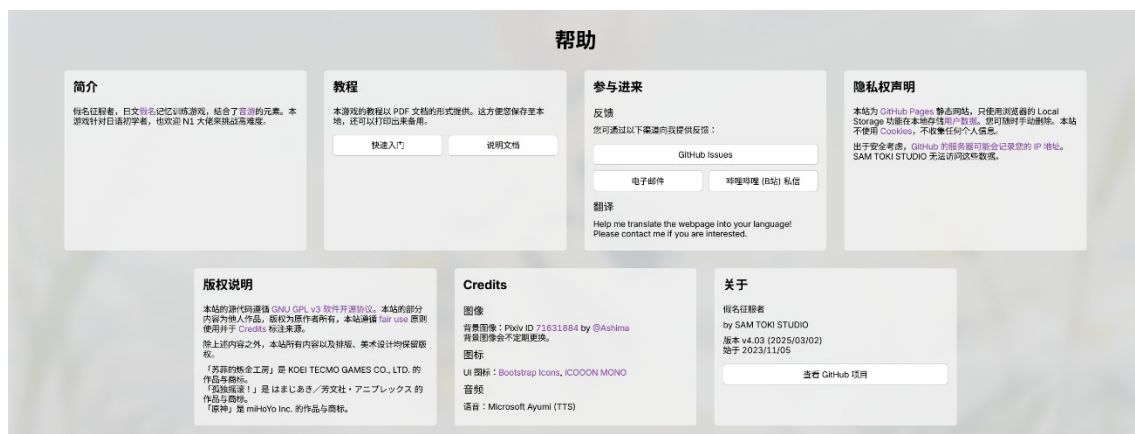 帮助
简介
假名征服者，日文假名记忆训练游戏，结合了音游的元素。本
游戏针对日语初学者，也欢迎 N1 大佬来挑战高难度。
教程
本游戏的教程以 PDF 文档的形式提供。这方便您保存至本
地，还可以打印出来备用。
快速入门
说明文档
参与进来
反馈
您可通过以下渠道向我提供反馈：
GitHub Issues
电子邮件
哔哩哔哩 (B站) 私信
翻译
Help me translate the webpage into your language!
Please contact me if you are interested.
隐私权声明
本站为 GitHub Pages 静态网站，只使用浏览器的 Local
Storage 功能在本地存储用户数据。您可随时手动删除。本站
不使用 Cookies，不收集任何个人信息。
出于安全考虑，GitHub 的服务器可能会记录您的 IP 地址。
SAM TOKI STUDIO 无法访问这些数据。
版权说明
本站的源代码遵循 GNU GPL v3 软件开源协议。本站的部分
内容为他人作品，版权为原作者所有，本站遵循 fair use 原则
使用并于 Credits 标注来源。
除上述内容之外，本站所有内容以及排版、美术设计均保留版
权。
「苏菲的炼金工房」是 KOEI TECMO GAMES CO., LTD. 的
作品与商标。
「孤独摇滚！」是 はまじあき／芳文社・アニプレックス 的
作品与商标。
「原神」是 miHoYo Inc. 的作品与商标。
Credits
图像
背景图像：Pixiv ID 71631884 by @Ashima
背景图像会不定期更换。
图标
UI 图标：Bootstrap Icons, ICOOON MONO
音频
语音：Microsoft Ayumi (TTS)
关于
假名征服者
by SAM TOKI STUDIO
版本 v4.03 (2025/03/02)
始于 2023/11/05
查看 GitHub 项目